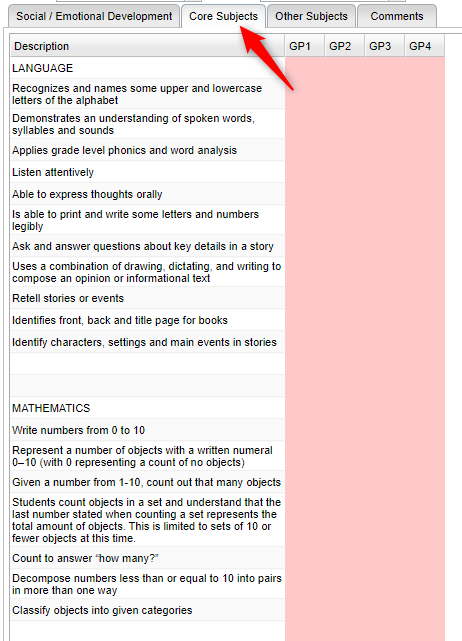 Social / Emotional Development Core Subjects Other Subjects Comments
Description GP1 GP2 GP3 GP4
LANGUAGE
Recognizes and names some upper and lowercase
letters of the alphabet
Demonstrates an understanding of spoken words,
syllables and sounds
Applies grade level phonics and word analysis
Listen attentively
Able to express thoughts orally
Is able to print and write some letters and numbers
legibly
Ask and answer questions about key details in a story
Uses a combination of drawing, dictating, and writing to
compose an opinion or informational text
Retell stories or events
Identifies front, back and title page for books
Identify characters, settings and main events in stories
MATHEMATICS
Write numbers from 0 to 10
Represent a number of objects with a written numeral
0–10 (with 0 representing a count of no objects)
Given a number from 1-10, count out that many objects
Students count objects in a set and understand that the
last number stated when counting a set represents the
total amount of objects. This is limited to sets of 10 or
fewer objects at this time.
Count to answer “how many?”
Decompose numbers less than or equal to 10 into pairs
in more than one way
Classify objects into given categories